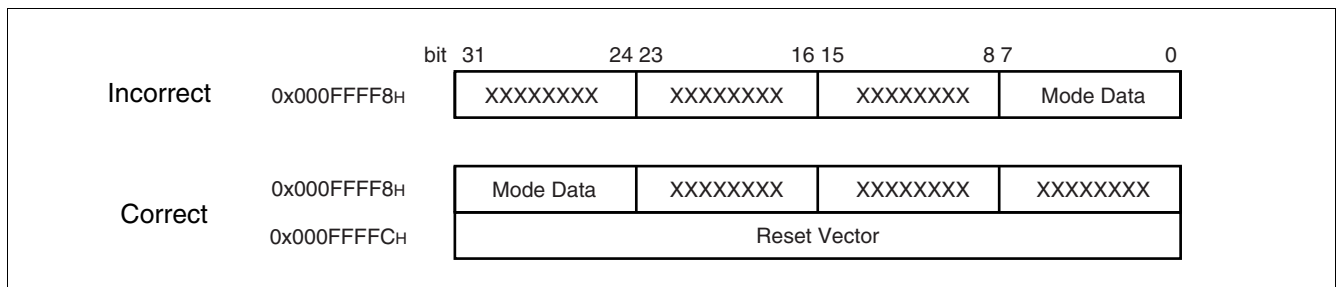 bit 31 24 23 16 15 8 7 0
Incorrect 0x000FFFF8H XXXXXXXX XXXXXXXX XXXXXXXX Mode Data
0x000FFFF8H Mode Data XXXXXXXX XXXXXXXX XXXXXXXX
Correct
0x000FFFFCH Reset Vector